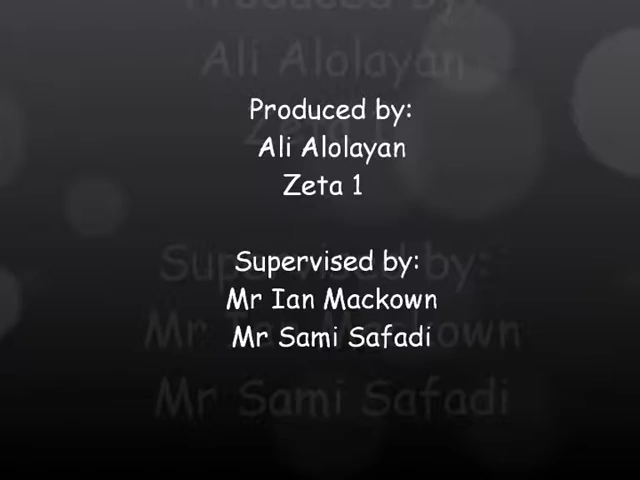 Produced by:
Ali Alolayan
Zeta 1
Supervised by:
Mr Ian Mackown
Mr Sami Safadi